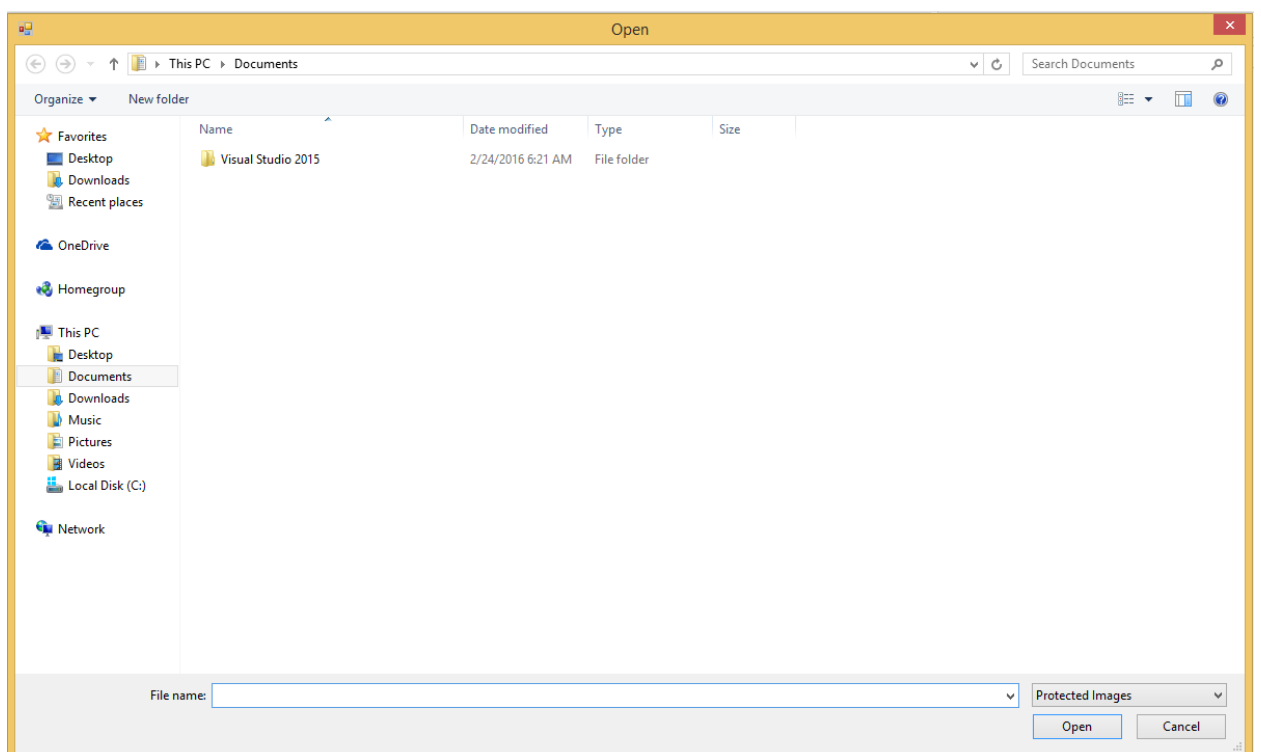 Open
This PC Documents
Search Documents
Organize New folder
Name Date modified Type Size
Visual Studio 2015 2/24/2016 6:21 AM File folder
Favorites
Desktop
Downloads
Recent places
OneDrive
Homegroup
This PC
Desktop
Documents
Downloads
Music
Pictures
Videos
Local Disk (C:)
Network
File name:
Protected Images
Open Cancel